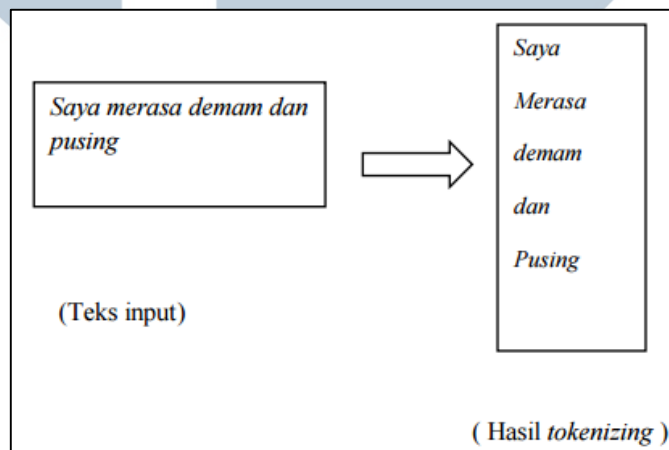 Saya merasa demam dan
pusing
(Teks input)
Saya
Merasa
demam
dan
Pusing
( Hasil tokenizing )